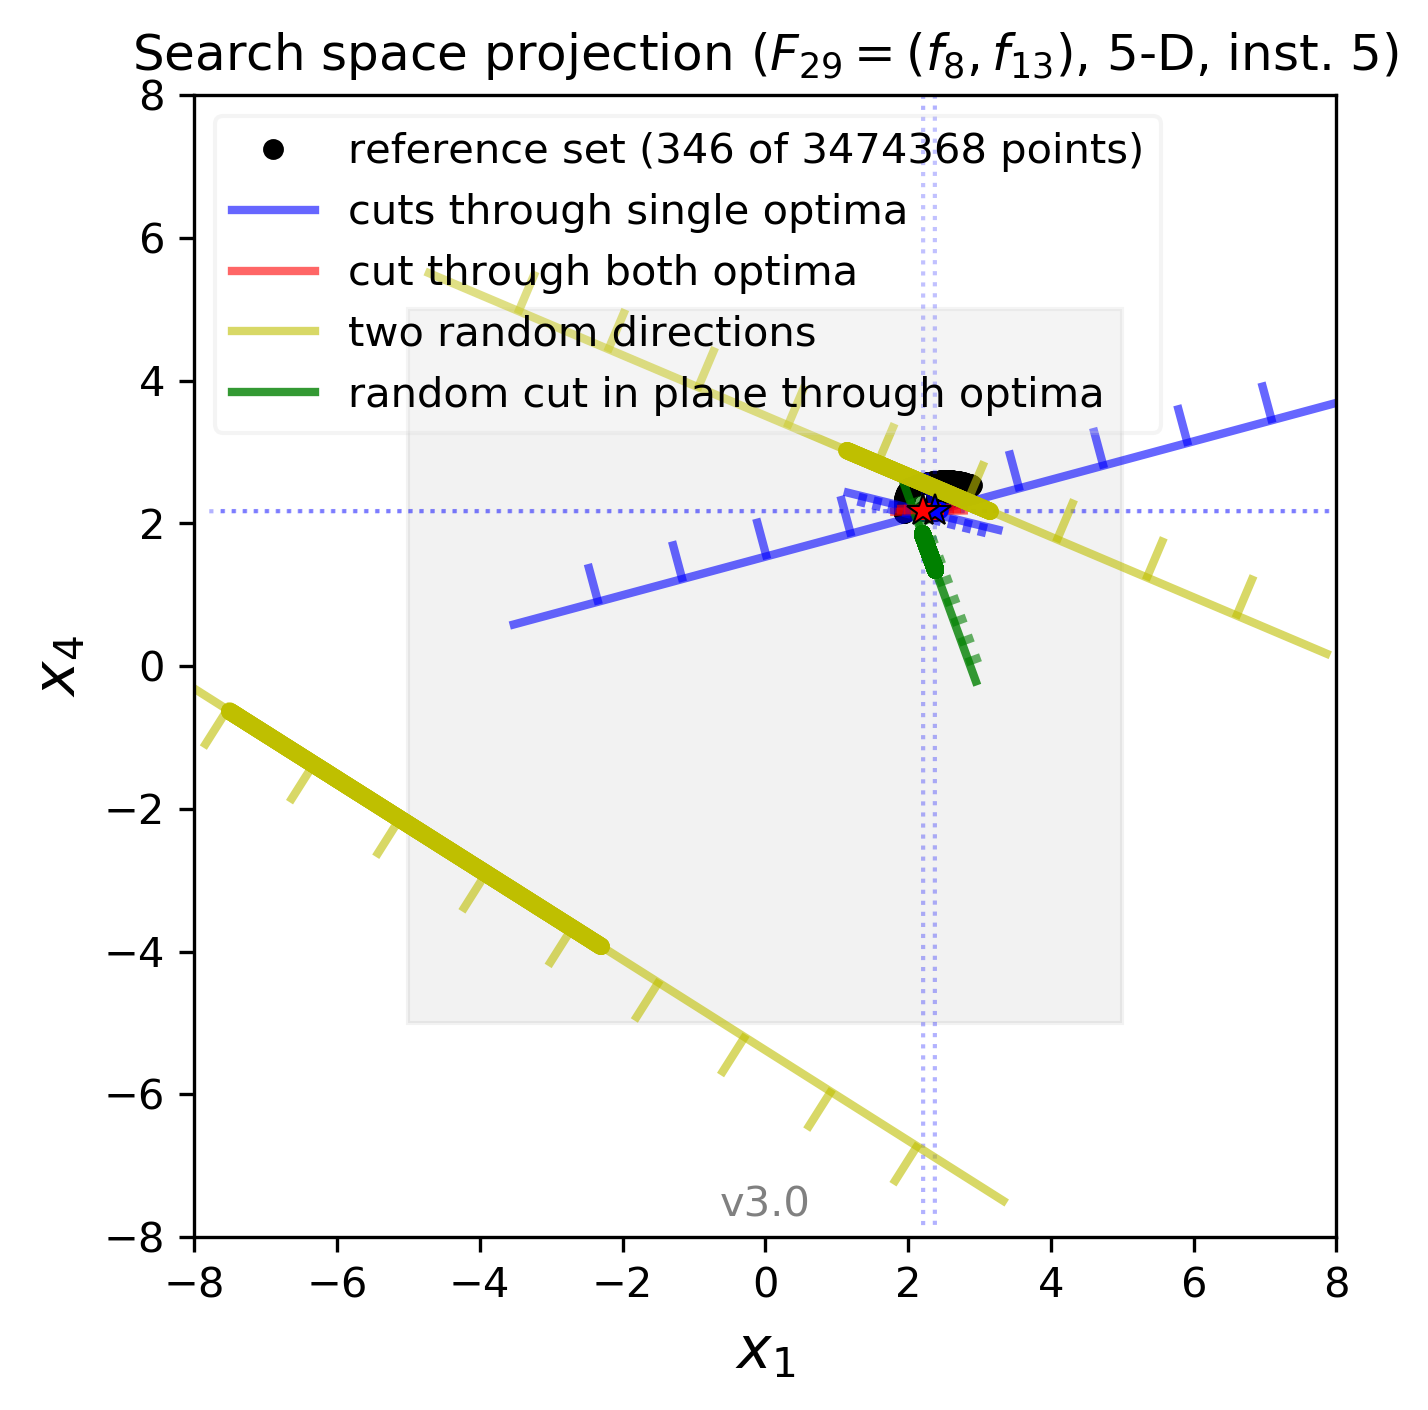 Search space projection (F29 = (f8, f13), 5-D, inst. 5)
8
reference set (346 of 3474368 points)
cuts through single optima
6
cut through both optima
two random directions
4
random cut in plane through optima
2
x4
0
−2
−4
−6
v3.0
−8
−8 −6 −4 −2 0 2 4 6 8
x1